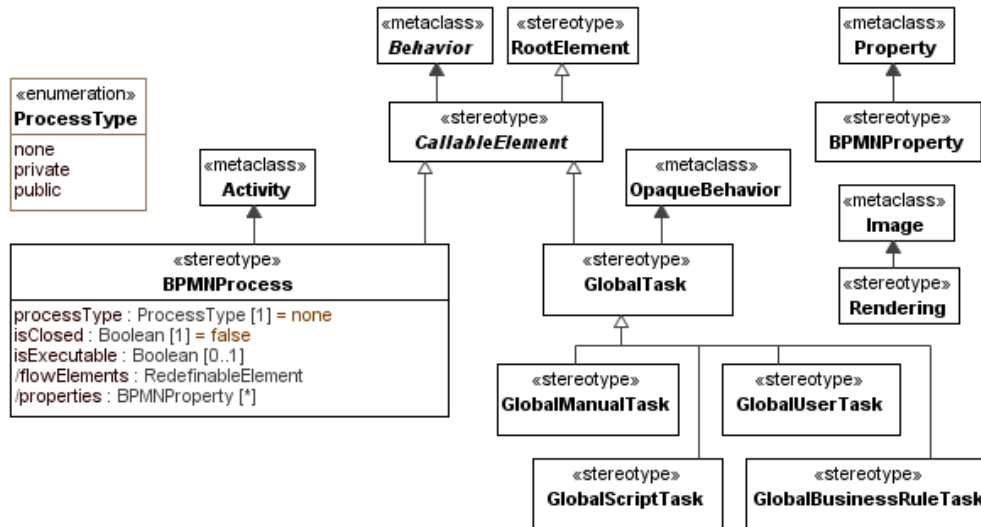 «metaclass»
Behavior
«stereotype»
RootElement
«metaclass»
Property
«enumeration»
ProcessType
none
private
public
«stereotype»
CallableElement
«stereotype»
BPMNProperty
«metaclass»
Activity
«metaclass»
OpaqueBehavior
«metaclass»
Image
«stereotype»
BPMNProcess
processType : ProcessType [1] = none
isClosed : Boolean [1] = false
isExecutable : Boolean [0..1]
/flowElements : RedefinableElement
/properties : BPMNProperty [*]
«stereotype»
GlobalTask
«stereotype»
Rendering
«stereotype»
GlobalManualTask
«stereotype»
GlobalUserTask
«stereotype»
GlobalScriptTask
«stereotype»
GlobalBusinessRuleTask